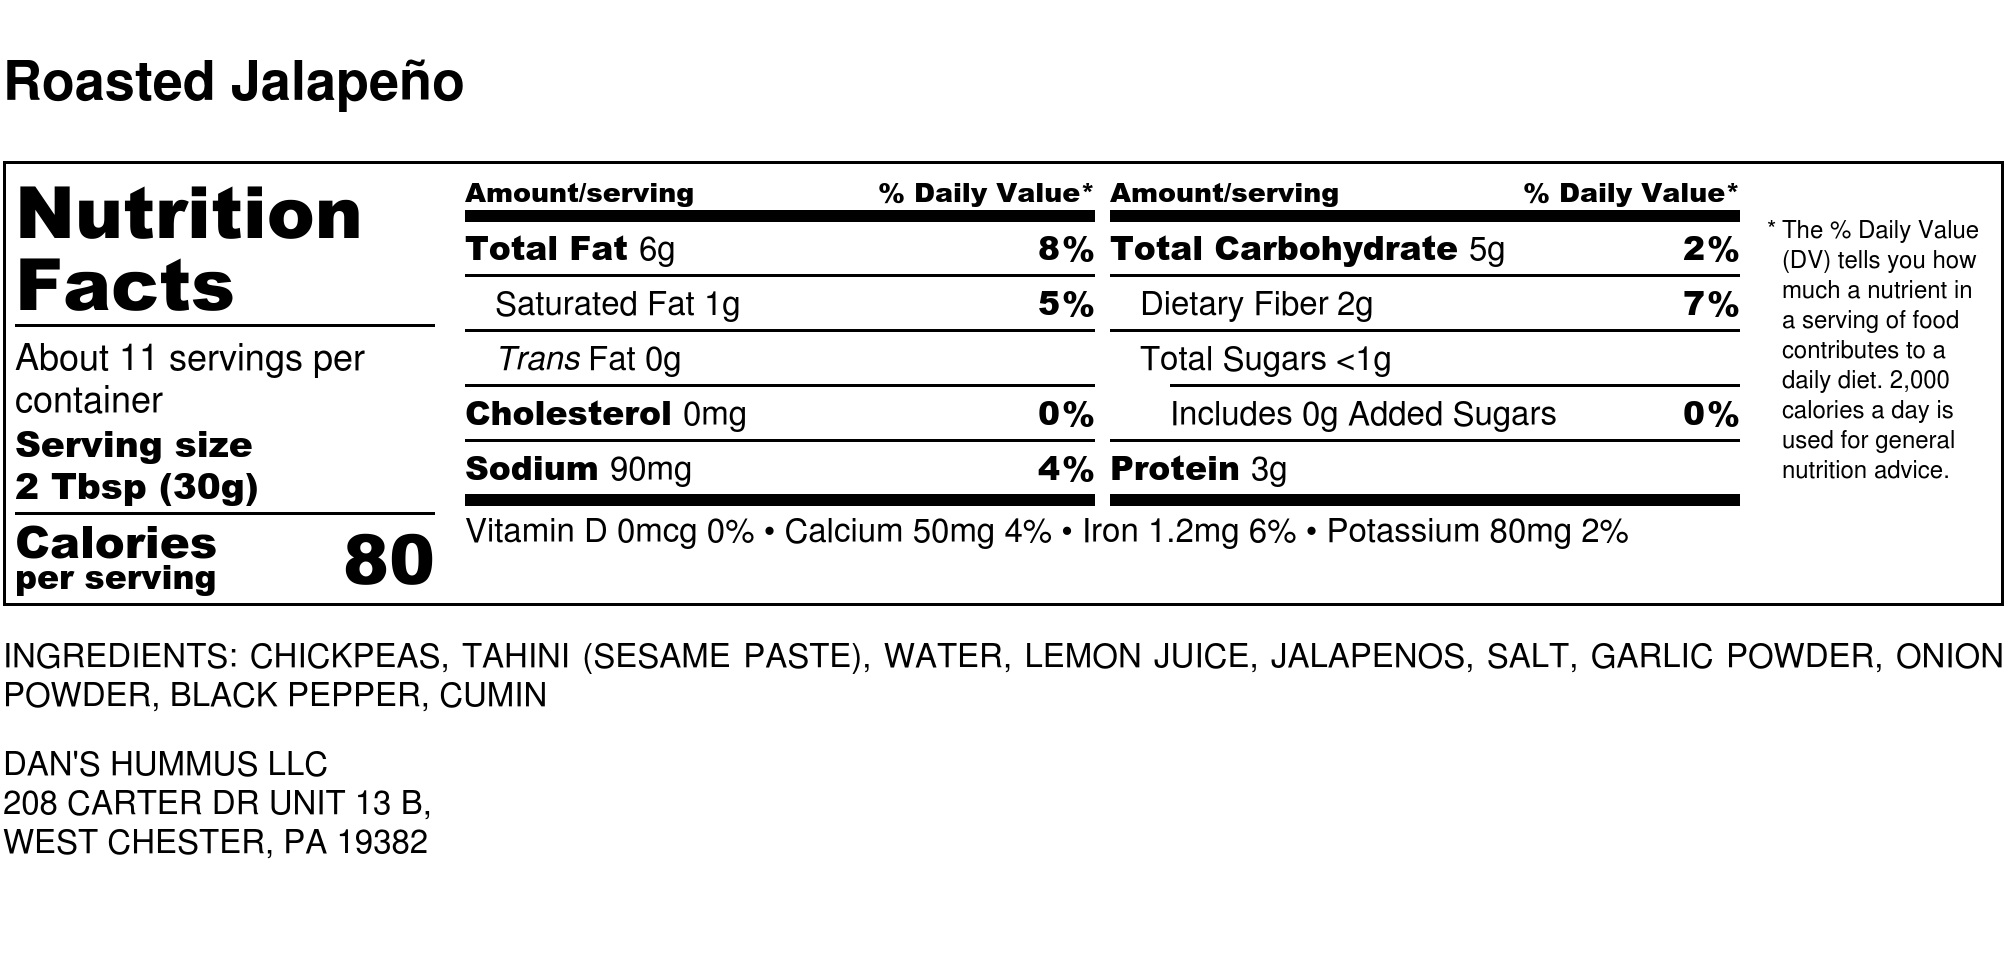 Roasted Jalapeño
Nutrition
Facts
About 11 servings per
container
Serving size
2 Tbsp (30g)
Calories
per serving
80
Amount/serving % Daily Value*
Total Fat 6g 8%
Saturated Fat 1g 5%
Trans Fat 0g
Cholesterol 0mg 0%
Sodium 90mg 4%
Amount/serving % Daily Value*
Total Carbohydrate 5g 2%
Dietary Fiber 2g 7%
Total Sugars <1g
Includes 0g Added Sugars 0%
Protein 3g
Vitamin D 0mcg 0% • Calcium 50mg 4% • Iron 1.2mg 6% • Potassium 80mg 2%
* The % Daily Value
(DV) tells you how
much a nutrient in
a serving of food
contributes to a
daily diet. 2,000
calories a day is
used for general
nutrition advice.
INGREDIENTS: CHICKPEAS, TAHINI (SESAME PASTE), WATER, LEMON JUICE, JALAPENOS, SALT, GARLIC POWDER, ONION
POWDER, BLACK PEPPER, CUMIN
DAN'S HUMMUS LLC
208 CARTER DR UNIT 13 B,
WEST CHESTER, PA 19382